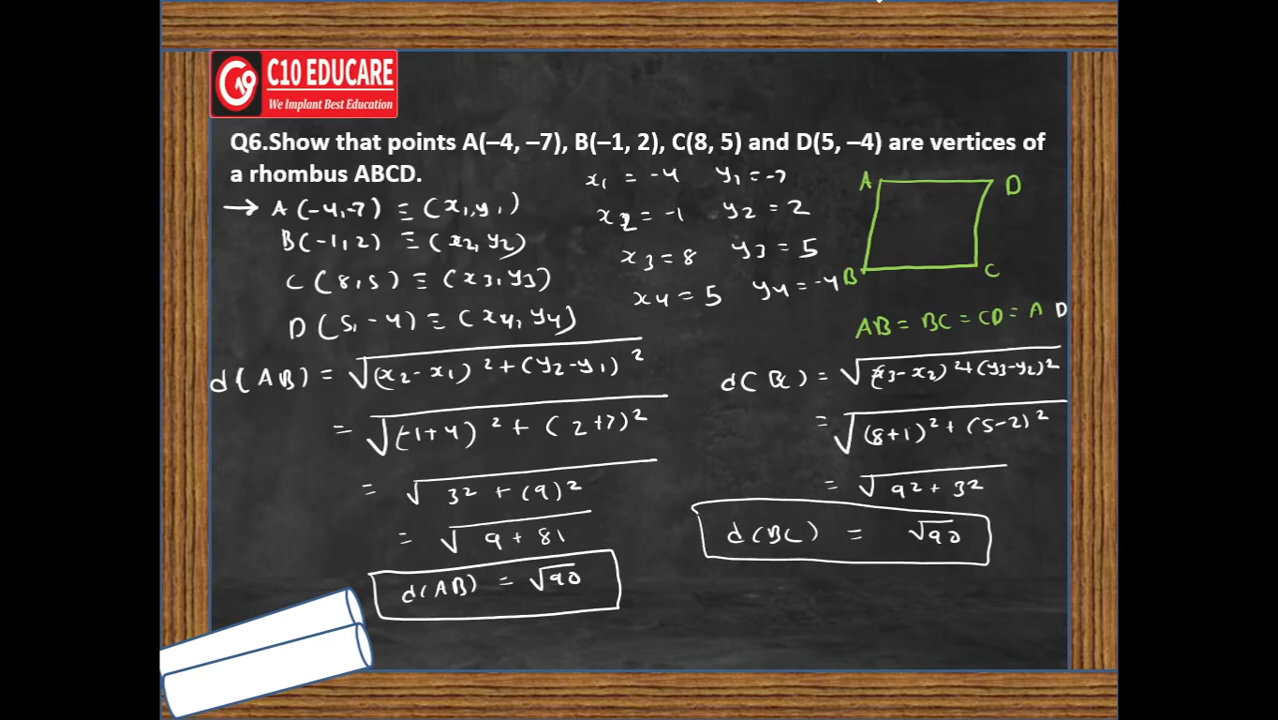 C10 EDUCARE
We Implant Best Education
Q6.Show that points A(–4, –7), B(–1, 2), C(8, 5) and D(5, –4) are vertices of
a rhombus ABCD.
→ A (-4,-7) ≡ (x₁,y₁)
B(-1,2) ≡ (x₂, y₂)
C (8,5) ≡ (x₃,y₃)
D (5,-4) ≡ (x₄, y₄)
x₁ = -4 y₁ = -7
x₂ = -1 y₂ = 2
x₃ = 8 y₃ = 5
x₄ = 5 y₄ = -4
A D
B C
AB = BC = CD = A D
d(AB) = √(x₂-x₁)²+(y₂-y₁)²
= √(-1+4)² + (2+7)²
= √3² + (9)²
= √9 + 81
d(AB) = √90
d(BC) = √(x₃-x₂)²+(y₃-y₂)²
= √(8+1)² + (5-2)²
= √9² + 3²
d(BC) = √90